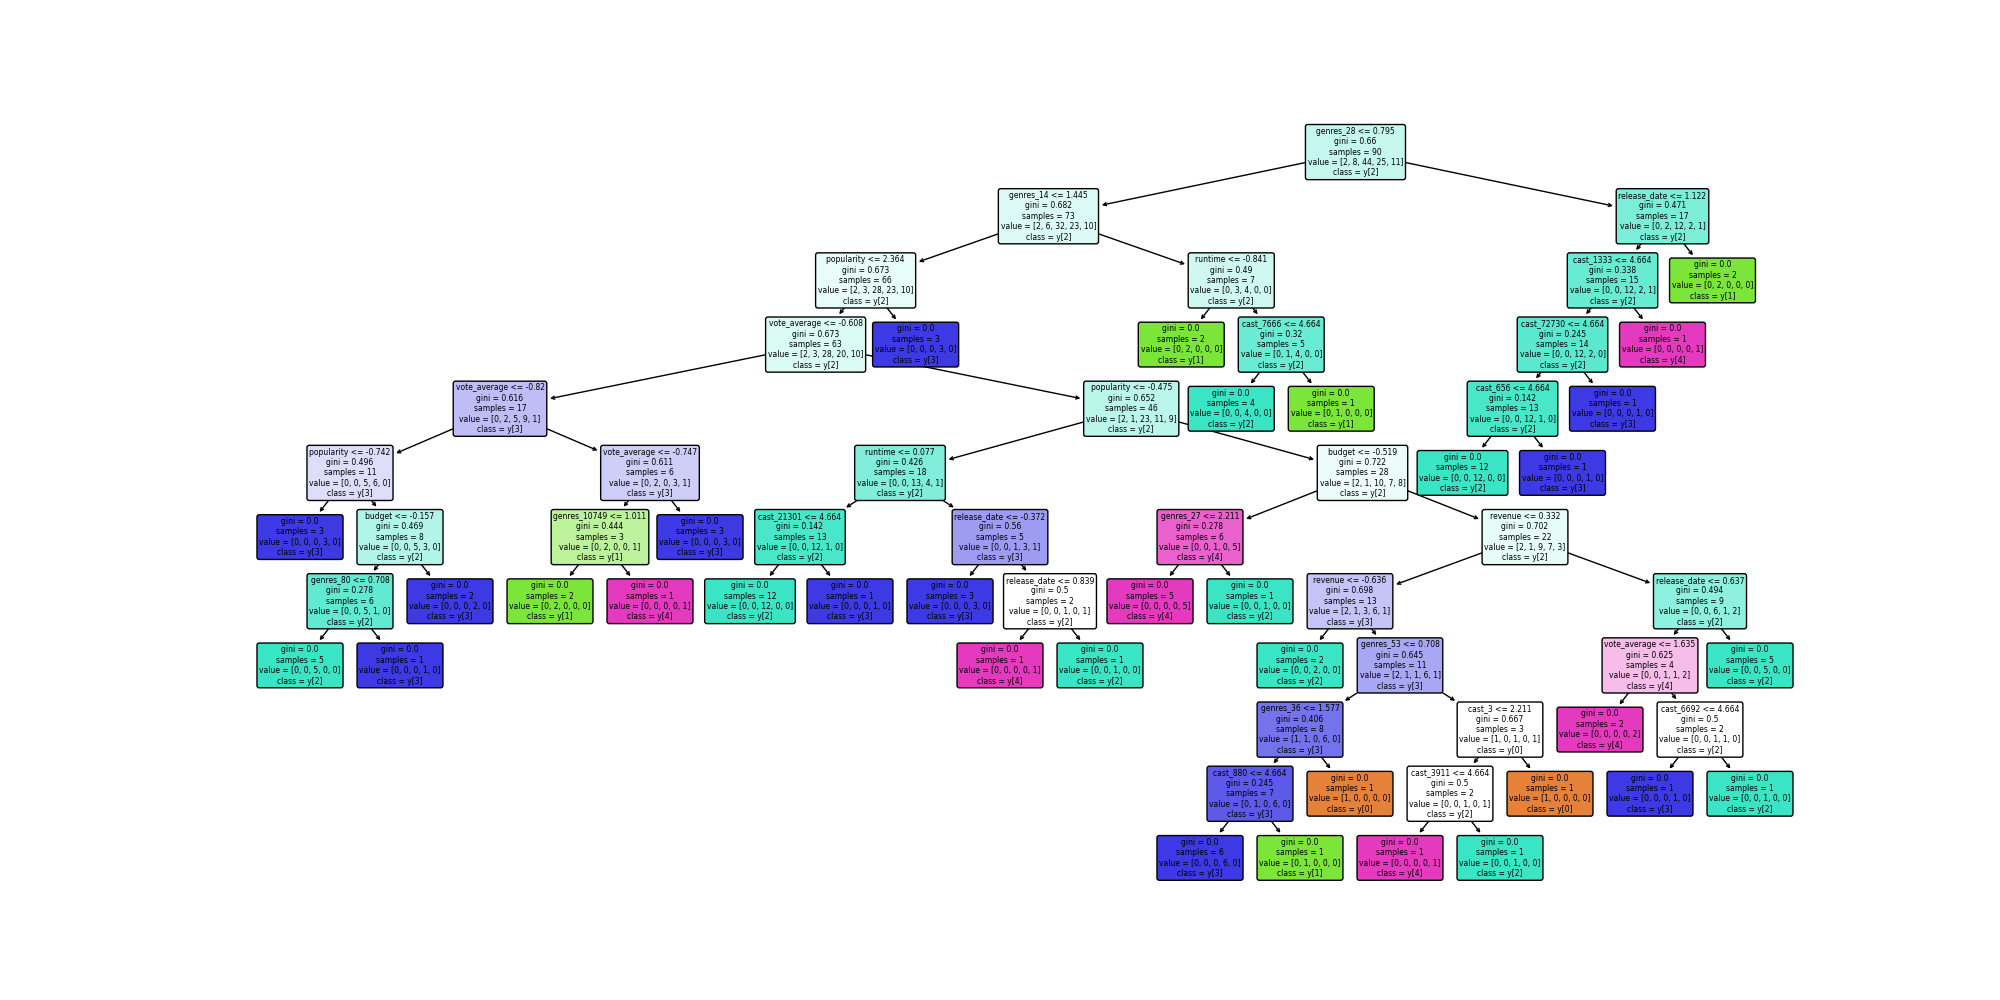 genres_28 <= 0.795
gini = 0.66
samples = 90
value = [2, 8, 44, 25, 11]
class = y[2]
genres_14 <= 1.445
gini = 0.682
samples = 73
value = [2, 6, 32, 23, 10]
class = y[2]
release_date <= 1.122
gini = 0.471
samples = 17
value = [0, 2, 12, 2, 1]
class = y[2]
popularity <= 2.364
gini = 0.673
samples = 66
value = [2, 3, 28, 23, 10]
class = y[2]
runtime <= -0.841
gini = 0.49
samples = 7
value = [0, 3, 4, 0, 0]
class = y[2]
cast_1333 <= 4.664
gini = 0.338
samples = 15
value = [0, 0, 12, 2, 1]
class = y[2]
gini = 0.0
samples = 2
value = [0, 2, 0, 0, 0]
class = y[1]
vote_average <= -0.608
gini = 0.673
samples = 63
value = [2, 3, 28, 20, 10]
class = y[2]
gini = 0.0
samples = 3
value = [0, 0, 0, 3, 0]
class = y[3]
gini = 0.0
samples = 2
value = [0, 2, 0, 0, 0]
class = y[1]
cast_7666 <= 4.664
gini = 0.32
samples = 5
value = [0, 1, 4, 0, 0]
class = y[2]
cast_72730 <= 4.664
gini = 0.245
samples = 14
value = [0, 0, 12, 2, 0]
class = y[2]
gini = 0.0
samples = 1
value = [0, 0, 0, 0, 1]
class = y[4]
vote_average <= -0.82
gini = 0.616
samples = 17
value = [0, 2, 5, 9, 1]
class = y[3]
popularity <= -0.475
gini = 0.652
samples = 46
value = [2, 1, 23, 11, 9]
class = y[2]
gini = 0.0
samples = 4
value = [0, 0, 4, 0, 0]
class = y[2]
gini = 0.0
samples = 1
value = [0, 1, 0, 0, 0]
class = y[1]
cast_656 <= 4.664
gini = 0.142
samples = 13
value = [0, 0, 12, 1, 0]
class = y[2]
gini = 0.0
samples = 1
value = [0, 0, 0, 1, 0]
class = y[3]
popularity <= -0.742
gini = 0.496
samples = 11
value = [0, 0, 5, 6, 0]
class = y[3]
vote_average <= -0.747
gini = 0.611
samples = 6
value = [0, 2, 0, 3, 1]
class = y[3]
runtime <= 0.077
gini = 0.426
samples = 18
value = [0, 0, 13, 4, 1]
class = y[2]
budget <= -0.519
gini = 0.722
samples = 28
value = [2, 1, 10, 7, 8]
class = y[2]
gini = 0.0
samples = 12
value = [0, 0, 12, 0, 0]
class = y[2]
gini = 0.0
samples = 1
value = [0, 0, 0, 1, 0]
class = y[3]
gini = 0.0
samples = 3
value = [0, 0, 0, 3, 0]
class = y[3]
budget <= -0.157
gini = 0.469
samples = 8
value = [0, 0, 5, 3, 0]
class = y[2]
genres_10749 <= 1.011
gini = 0.444
samples = 3
value = [0, 2, 0, 0, 1]
class = y[1]
gini = 0.0
samples = 3
value = [0, 0, 0, 3, 0]
class = y[3]
cast_21301 <= 4.664
gini = 0.142
samples = 13
value = [0, 0, 12, 1, 0]
class = y[2]
release_date <= -0.372
gini = 0.56
samples = 5
value = [0, 0, 1, 3, 1]
class = y[3]
genres_27 <= 2.211
gini = 0.278
samples = 6
value = [0, 0, 1, 0, 5]
class = y[4]
revenue <= 0.332
gini = 0.702
samples = 22
value = [2, 1, 9, 7, 3]
class = y[2]
genres_80 <= 0.708
gini = 0.278
samples = 6
value = [0, 0, 5, 1, 0]
class = y[2]
gini = 0.0
samples = 2
value = [0, 0, 0, 2, 0]
class = y[3]
gini = 0.0
samples = 2
value = [0, 2, 0, 0, 0]
class = y[1]
gini = 0.0
samples = 1
value = [0, 0, 0, 0, 1]
class = y[4]
gini = 0.0
samples = 12
value = [0, 0, 12, 0, 0]
class = y[2]
gini = 0.0
samples = 1
value = [0, 0, 0, 1, 0]
class = y[3]
gini = 0.0
samples = 3
value = [0, 0, 0, 3, 0]
class = y[3]
release_date <= 0.839
gini = 0.5
samples = 2
value = [0, 0, 1, 0, 1]
class = y[2]
gini = 0.0
samples = 5
value = [0, 0, 0, 0, 5]
class = y[4]
gini = 0.0
samples = 1
value = [0, 0, 1, 0, 0]
class = y[2]
revenue <= -0.636
gini = 0.698
samples = 13
value = [2, 1, 3, 6, 1]
class = y[3]
release_date <= 0.637
gini = 0.494
samples = 9
value = [0, 0, 6, 1, 2]
class = y[2]
gini = 0.0
samples = 5
value = [0, 0, 5, 0, 0]
class = y[2]
gini = 0.0
samples = 1
value = [0, 0, 0, 1, 0]
class = y[3]
gini = 0.0
samples = 1
value = [0, 0, 0, 0, 1]
class = y[4]
gini = 0.0
samples = 1
value = [0, 0, 1, 0, 0]
class = y[2]
gini = 0.0
samples = 2
value = [0, 0, 2, 0, 0]
class = y[2]
genres_53 <= 0.708
gini = 0.645
samples = 11
value = [2, 1, 1, 6, 1]
class = y[3]
vote_average <= 1.635
gini = 0.625
samples = 4
value = [0, 0, 1, 1, 2]
class = y[4]
gini = 0.0
samples = 5
value = [0, 0, 5, 0, 0]
class = y[2]
genres_36 <= 1.577
gini = 0.406
samples = 8
value = [1, 1, 0, 6, 0]
class = y[3]
cast_3 <= 2.211
gini = 0.667
samples = 3
value = [1, 0, 1, 0, 1]
class = y[0]
gini = 0.0
samples = 2
value = [0, 0, 0, 0, 2]
class = y[4]
cast_6692 <= 4.664
gini = 0.5
samples = 2
value = [0, 0, 1, 1, 0]
class = y[2]
cast_880 <= 4.664
gini = 0.245
samples = 7
value = [0, 1, 0, 6, 0]
class = y[3]
gini = 0.0
samples = 1
value = [1, 0, 0, 0, 0]
class = y[0]
cast_3911 <= 4.664
gini = 0.5
samples = 2
value = [0, 0, 1, 0, 1]
class = y[2]
gini = 0.0
samples = 1
value = [1, 0, 0, 0, 0]
class = y[0]
gini = 0.0
samples = 1
value = [0, 0, 0, 1, 0]
class = y[3]
gini = 0.0
samples = 1
value = [0, 0, 1, 0, 0]
class = y[2]
gini = 0.0
samples = 6
value = [0, 0, 0, 6, 0]
class = y[3]
gini = 0.0
samples = 1
value = [0, 1, 0, 0, 0]
class = y[1]
gini = 0.0
samples = 1
value = [0, 0, 0, 0, 1]
class = y[4]
gini = 0.0
samples = 1
value = [0, 0, 1, 0, 0]
class = y[2]